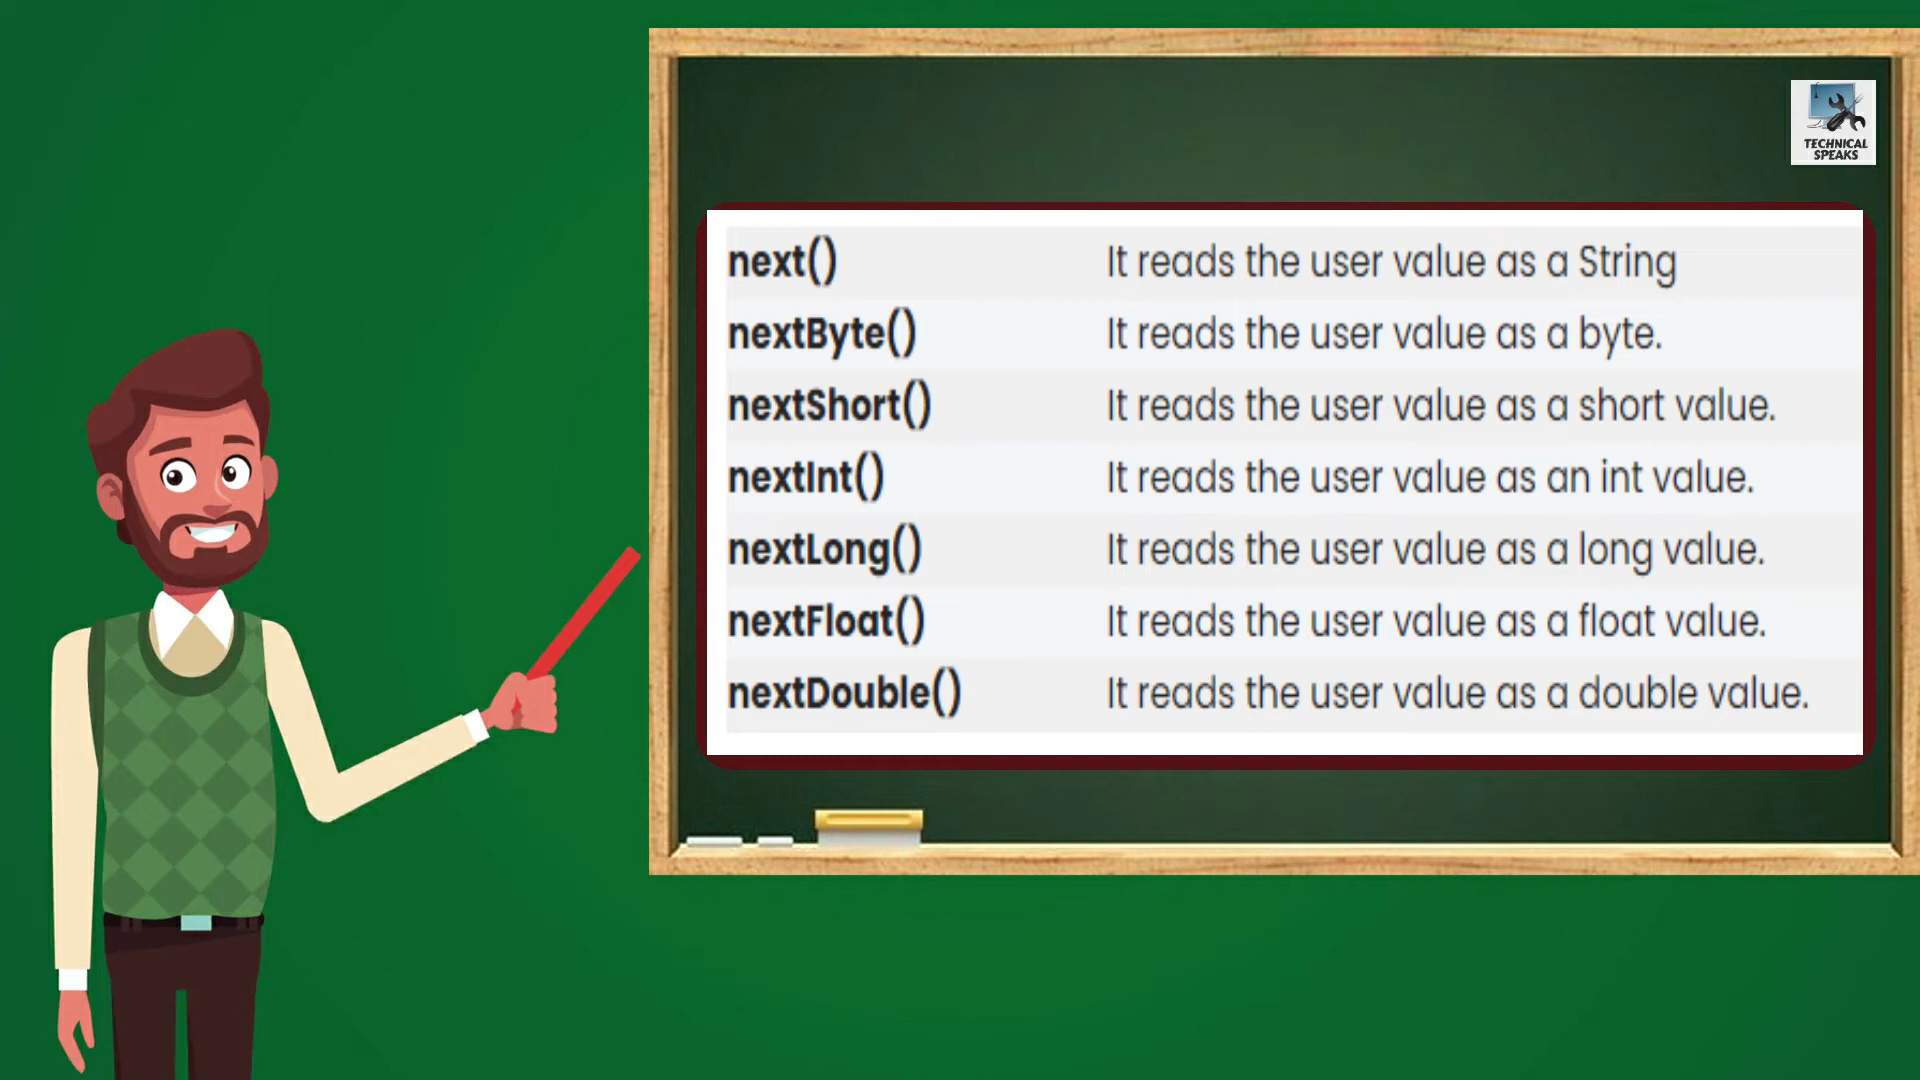 TECHNICAL
SPEAKS
next() It reads the user value as a String
nextByte() It reads the user value as a byte.
nextShort() It reads the user value as a short value.
nextInt() It reads the user value as an int value.
nextLong() It reads the user value as a long value.
nextFloat() It reads the user value as a float value.
nextDouble() It reads the user value as a double value.